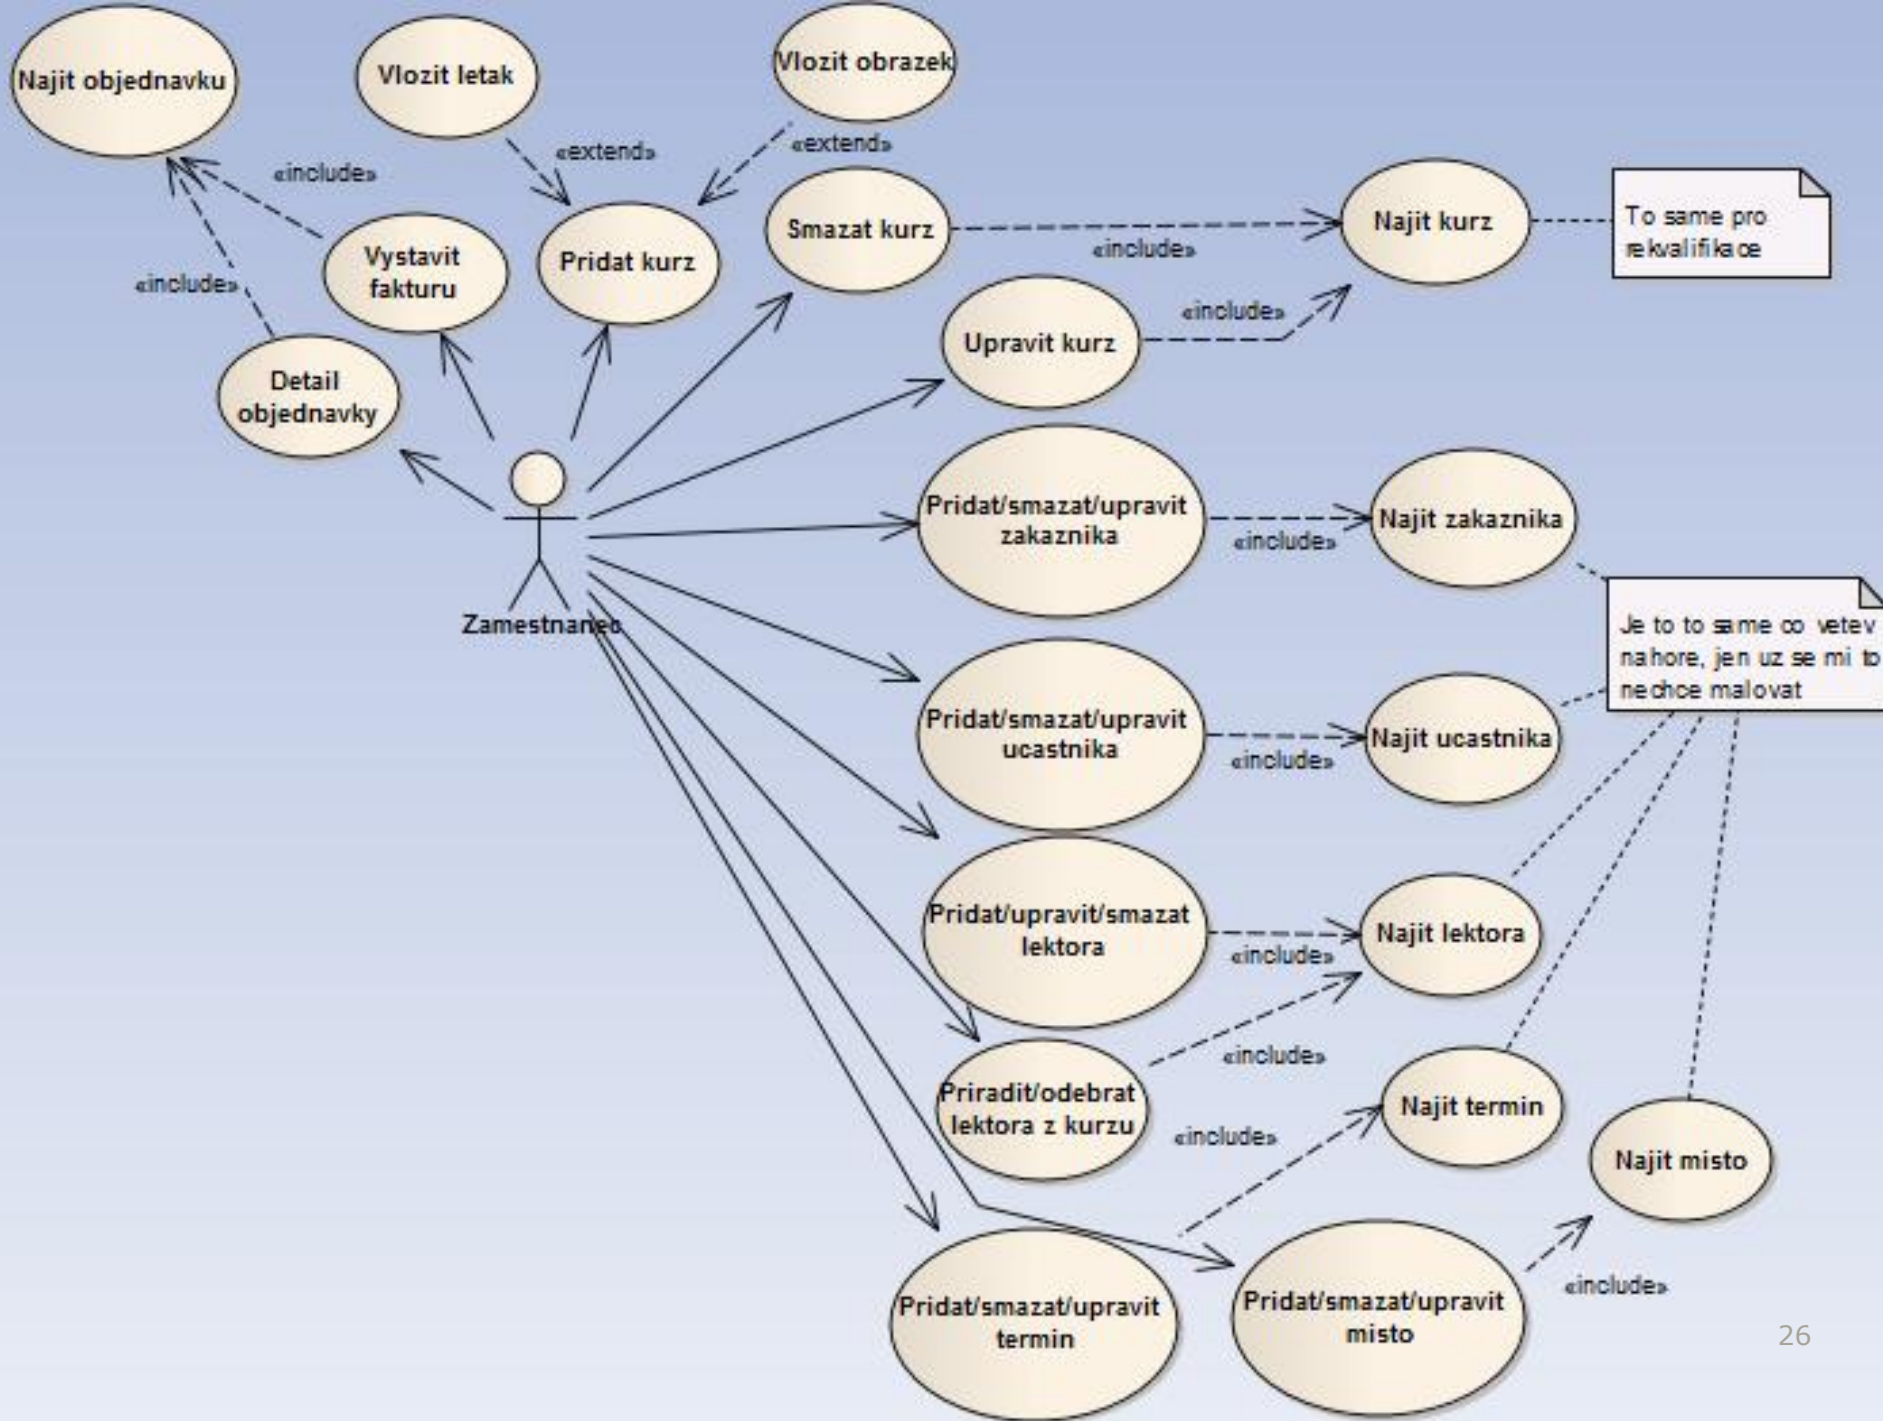 Najit objednavku
Vlozit letak
Vlozit obrazek
«include»
«extend»
«extend»
Smazat kurz
«include»
Najit kurz
To same pro
rekvalifikace
Vystavit
fakturu
Pridat kurz
«include»
«include»
Upravit kurz
Detail
objednavky
Pridat/smazat/upravit
zakaznika
«include»
Najit zakaznika
Zamestnanec
Je to to same co vetev
nahore, jen uz se mi to
nechce malovat
Pridat/smazat/upravit
ucastnika
«include»
Najit ucastnika
Pridat/upravit/smazat
lektora
«include»
Najit lektora
«include»
Priradit/odebrat
lektora z kurzu
«include»
Najit termin
Najit misto
«include»
Pridat/smazat/upravit
termin
Pridat/smazat/upravit
misto
26